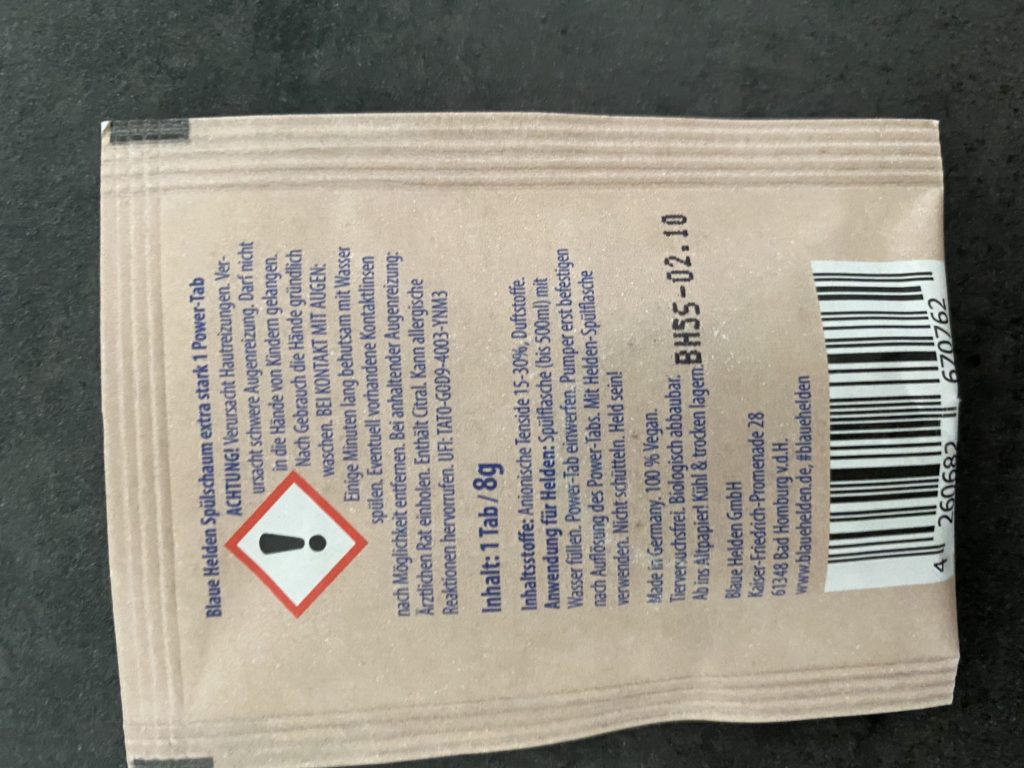 Blaue Helden Spülschaum extra stark 1 Power-Tab
ACHTUNG! Verursacht Hautreizungen. Ver-
ursacht schwere Augenreizung. Darf nicht
in die Hände von Kindern gelangen.
Nach Gebrauch die Hände gründlich
waschen. BEI KONTAKT MIT AUGEN:
Einige Minuten lang behutsam mit Wasser
spülen. Eventuell vorhandene Kontaktlinsen
nach Möglichkeit entfernen. Bei anhaltender Augenreizung:
Ärztlichen Rat einholen. Enthält Citral. Kann allergische
Reaktionen hervorrufen. UFI: TAT0-G0D9-4003-YNM3
Inhalt: 1 Tab / 8g
Inhaltsstoffe: Anionische Tenside 15-30%, Duftstoffe.
Anwendung für Helden: Spülflasche (bis 500ml) mit
Wasser füllen. Power-Tab einwerfen. Pumper erst befestigen
nach Auflösung des Power-Tabs. Mit Helden-Spülflasche
verwenden. Nicht schütteln. Held sein!
Made in Germany, 100 % Vegan.
Tierversuchsfrei. Biologisch abbaubar.
Ab ins Altpapier! Kühl & trocken lagern.
BH55-02.10
Blaue Helden GmbH
Kaiser-Friedrich-Promenade 28
61348 Bad Homburg v.d.H.
www.blauehelden.de, #blauehelden
4 260682 670762